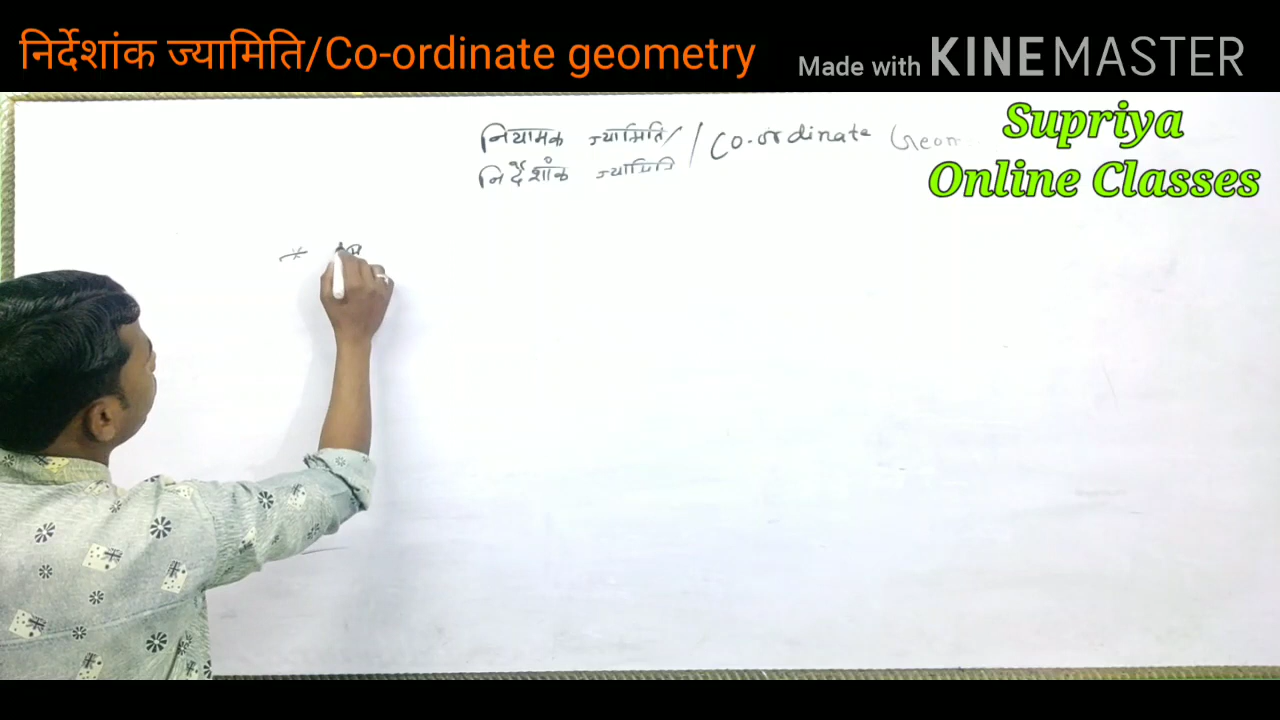 निर्देशांक ज्यामिति/Co-ordinate geometry
Made with KINEMASTER
Supriya
Online Classes
नियामक ज्यामिति/ / Co-ordinate Geom
निर्देशांक ज्यामिति
*